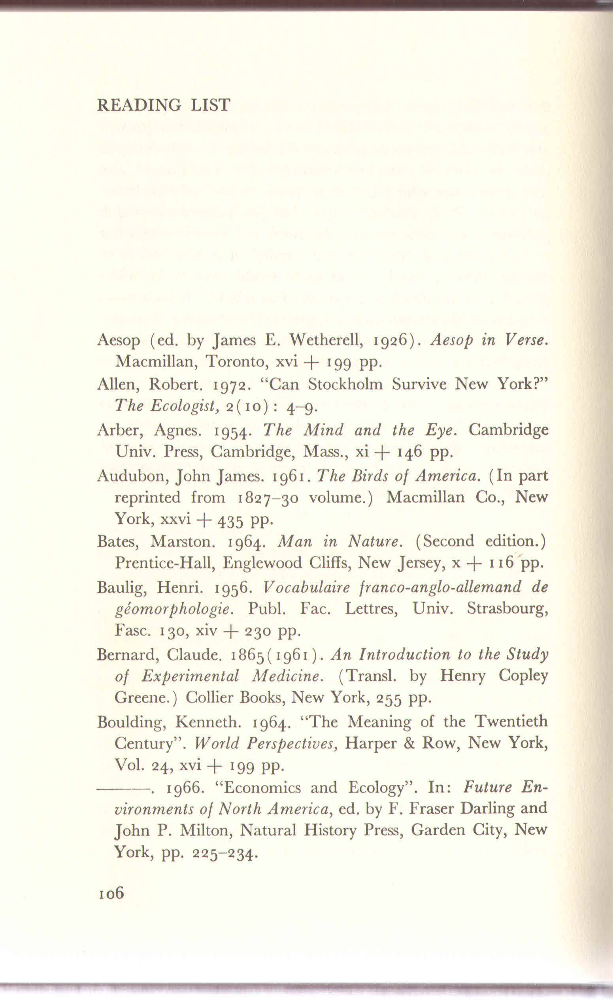 READING LIST
Aesop (ed. by James E. Wetherell, 1926). Aesop in Verse.
Macmillan, Toronto, xvi + 199 pp.
Allen, Robert. 1972. “Can Stockholm Survive New York?”
The Ecologist, 2(10): 4–9.
Arber, Agnes. 1954. The Mind and the Eye. Cambridge
Univ. Press, Cambridge, Mass., xi + 146 pp.
Audubon, John James. 1961. The Birds of America. (In part
reprinted from 1827–30 volume.) Macmillan Co., New
York, xxvi + 435 pp.
Bates, Marston. 1964. Man in Nature. (Second edition.)
Prentice-Hall, Englewood Cliffs, New Jersey, x + 116 pp.
Baulig, Henri. 1956. Vocabulaire franco-anglo-allemand de
géomorphologie. Publ. Fac. Lettres, Univ. Strasbourg,
Fasc. 130, xiv + 230 pp.
Bernard, Claude. 1865(1961). An Introduction to the Study
of Experimental Medicine. (Transl. by Henry Copley
Greene.) Collier Books, New York, 255 pp.
Boulding, Kenneth. 1964. “The Meaning of the Twentieth
Century”. World Perspectives, Harper & Row, New York,
Vol. 24, xvi + 199 pp.
———. 1966. “Economics and Ecology”. In: Future En-
vironments of North America, ed. by F. Fraser Darling and
John P. Milton, Natural History Press, Garden City, New
York, pp. 225–234.
106